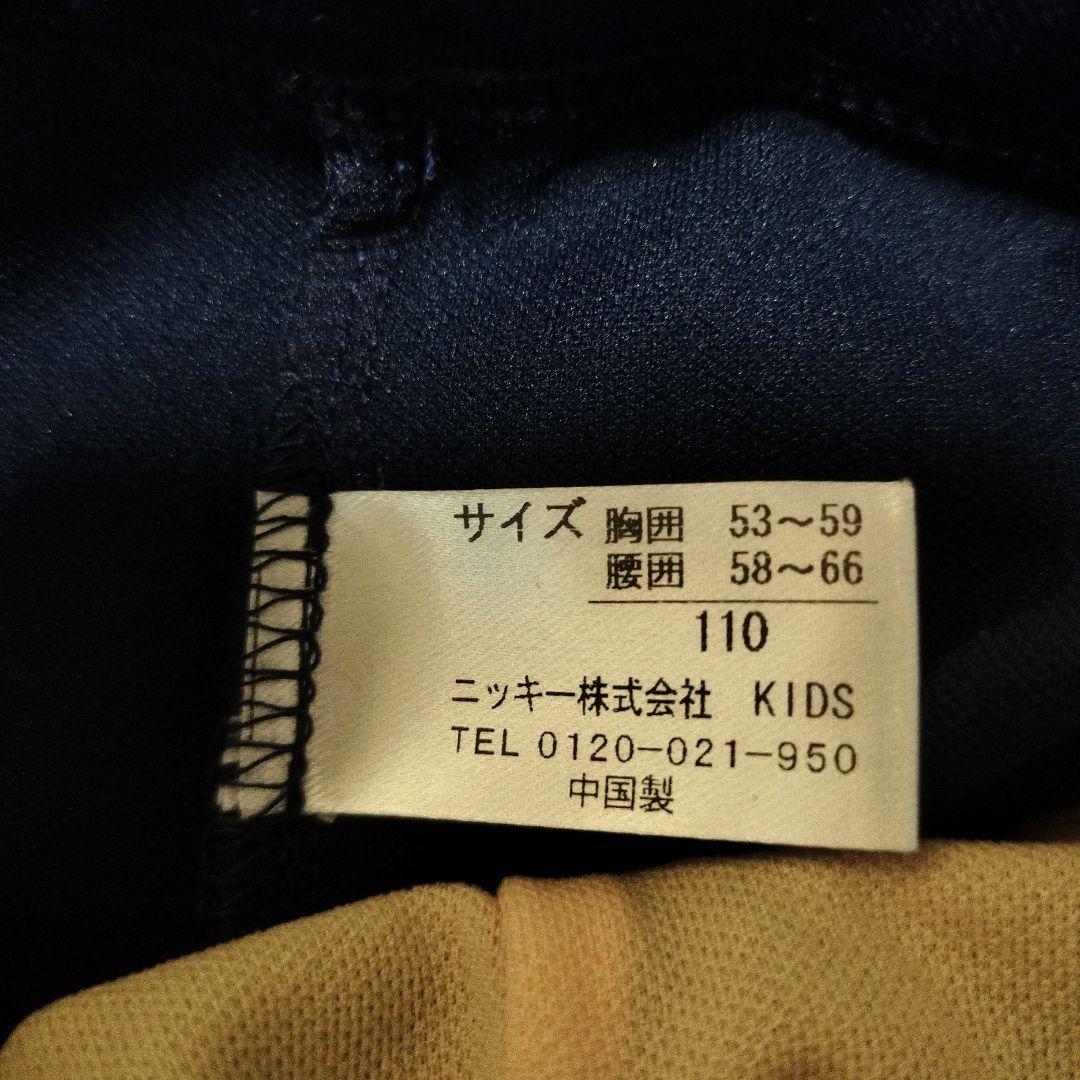 サイズ 胸囲 53〜59
腰囲 58〜66
110
ニッキー株式会社 KIDS
TEL 0120-021-950
中国製